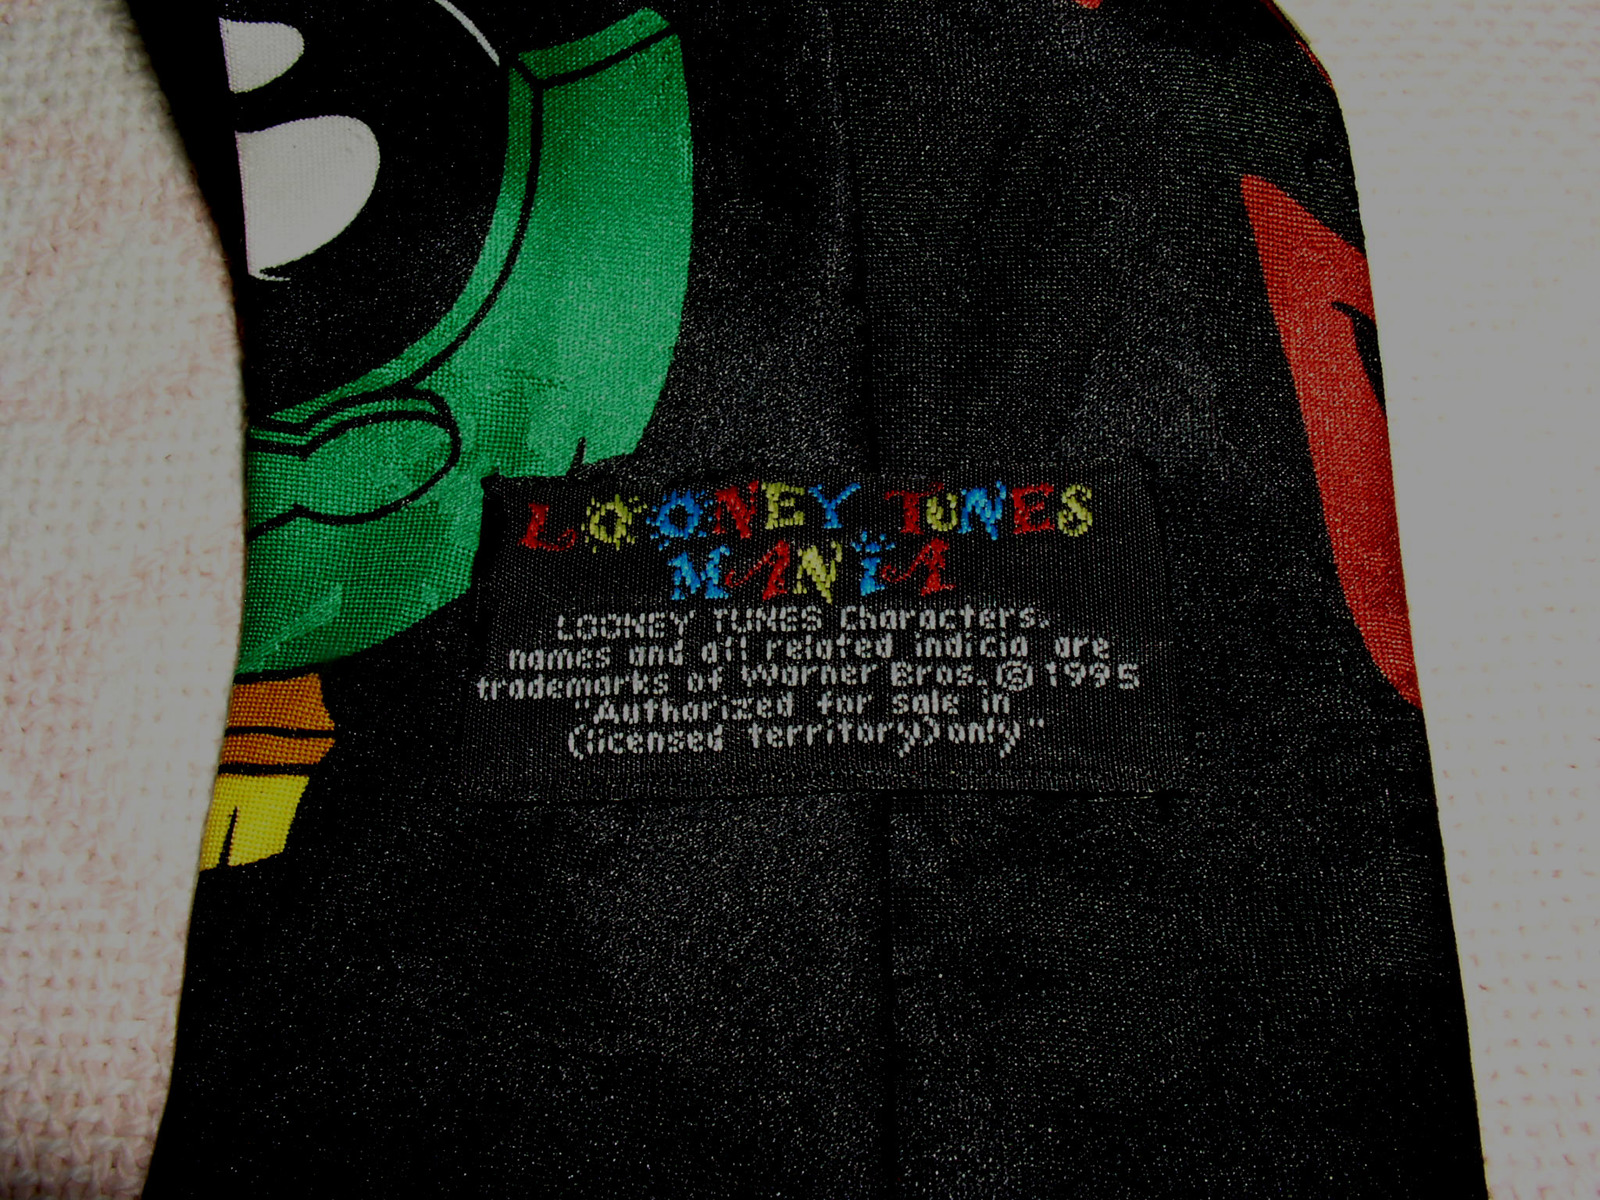 LOONEY TUNES
MANIA
LOONEY TUNES Characters,
names and all related indicia are
trademarks of Warner Bros. © 1995
"Authorized for sale in
(licensed territory) only"